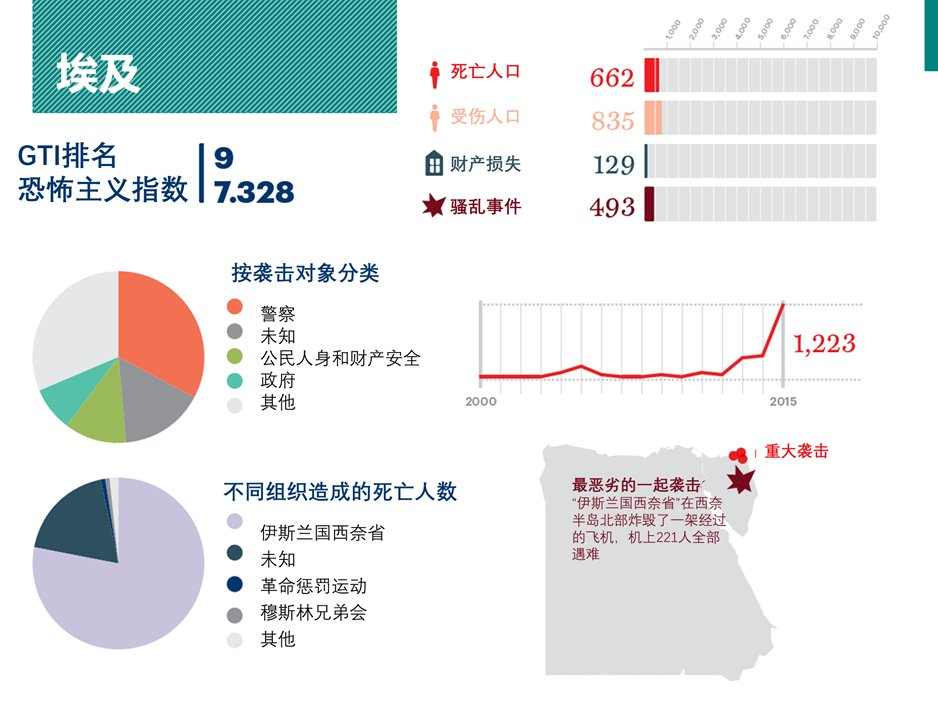 埃及
GTI排名 9
恐怖主义指数 7.328
1,000 2,000 3,000 4,000 5,000 6,000 7,000 8,000 9,000 10,000
死亡人口 662
受伤人口 835
财产损失 129
骚乱事件 493
按袭击对象分类
警察
未知
公民人身和财产安全
政府
其他
1,223
2000 2015
不同组织造成的死亡人数
伊斯兰国西奈省
未知
革命惩罚运动
穆斯林兄弟会
其他
重大袭击
最恶劣的一起袭击
“伊斯兰国西奈省”在西奈
半岛北部炸毁了一架经过
的飞机，机上221人全部
遇难